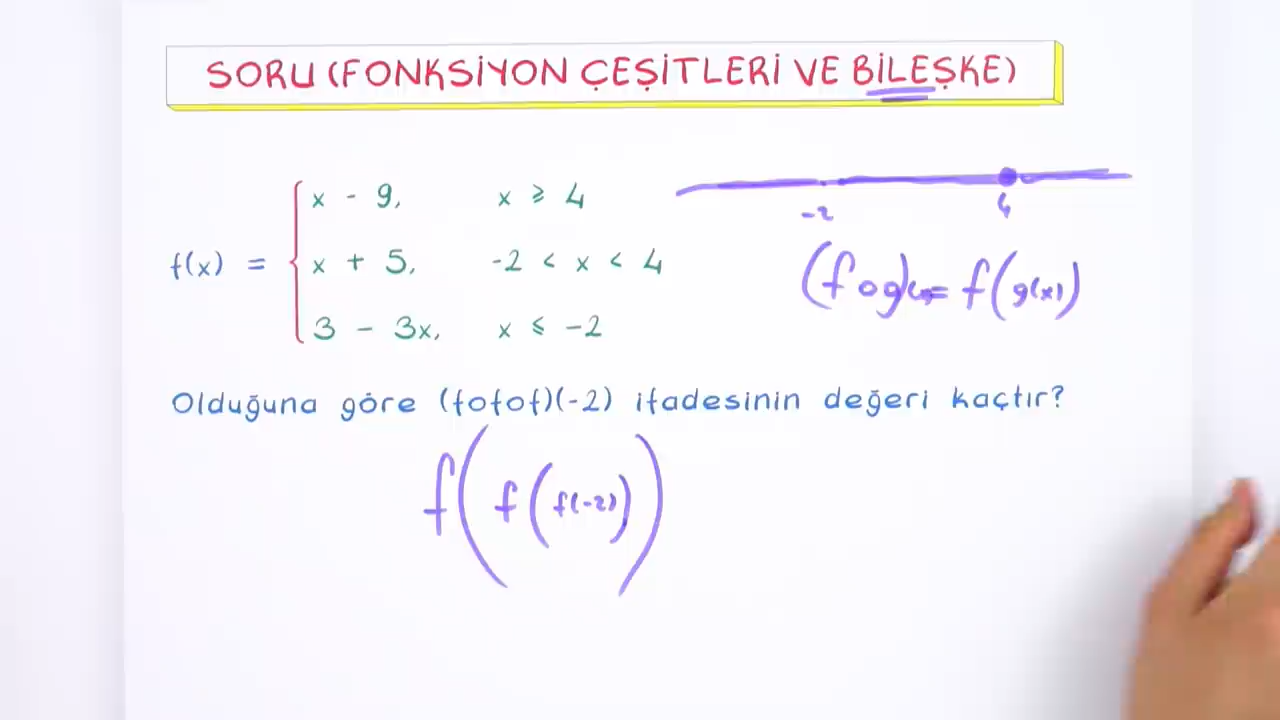 SORU (FONKSİYON ÇEŞİTLERİ VE BİLEŞKE)
f(x) =
x - 9, x ≥ 4
x + 5, -2 < x < 4
3 - 3x, x ≤ -2
-2 4
(fog)(x) = f(g(x))
Olduğuna göre (fofof)(-2) ifadesinin değeri kaçtır?
f(f(f(-2)))